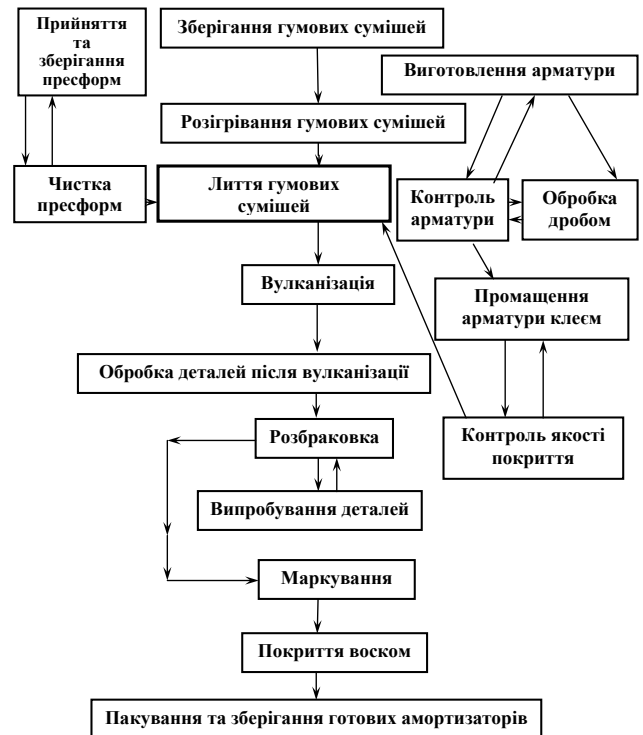 Прийняття
та
зберігання
пресформ
Зберігання гумових сумішей
Виготовлення арматури
Розігрівання гумових сумішей
Чистка
пресформ
Лиття гумових
сумішей
Контроль
арматури
Обробка
дробом
Вулканізація
Промащення
арматури клеєм
Обробка деталей після вулканізації
Розбраковка
Контроль якості
покриття
Випробування деталей
Маркування
Покриття воском
Пакування та зберігання готових амортизаторів